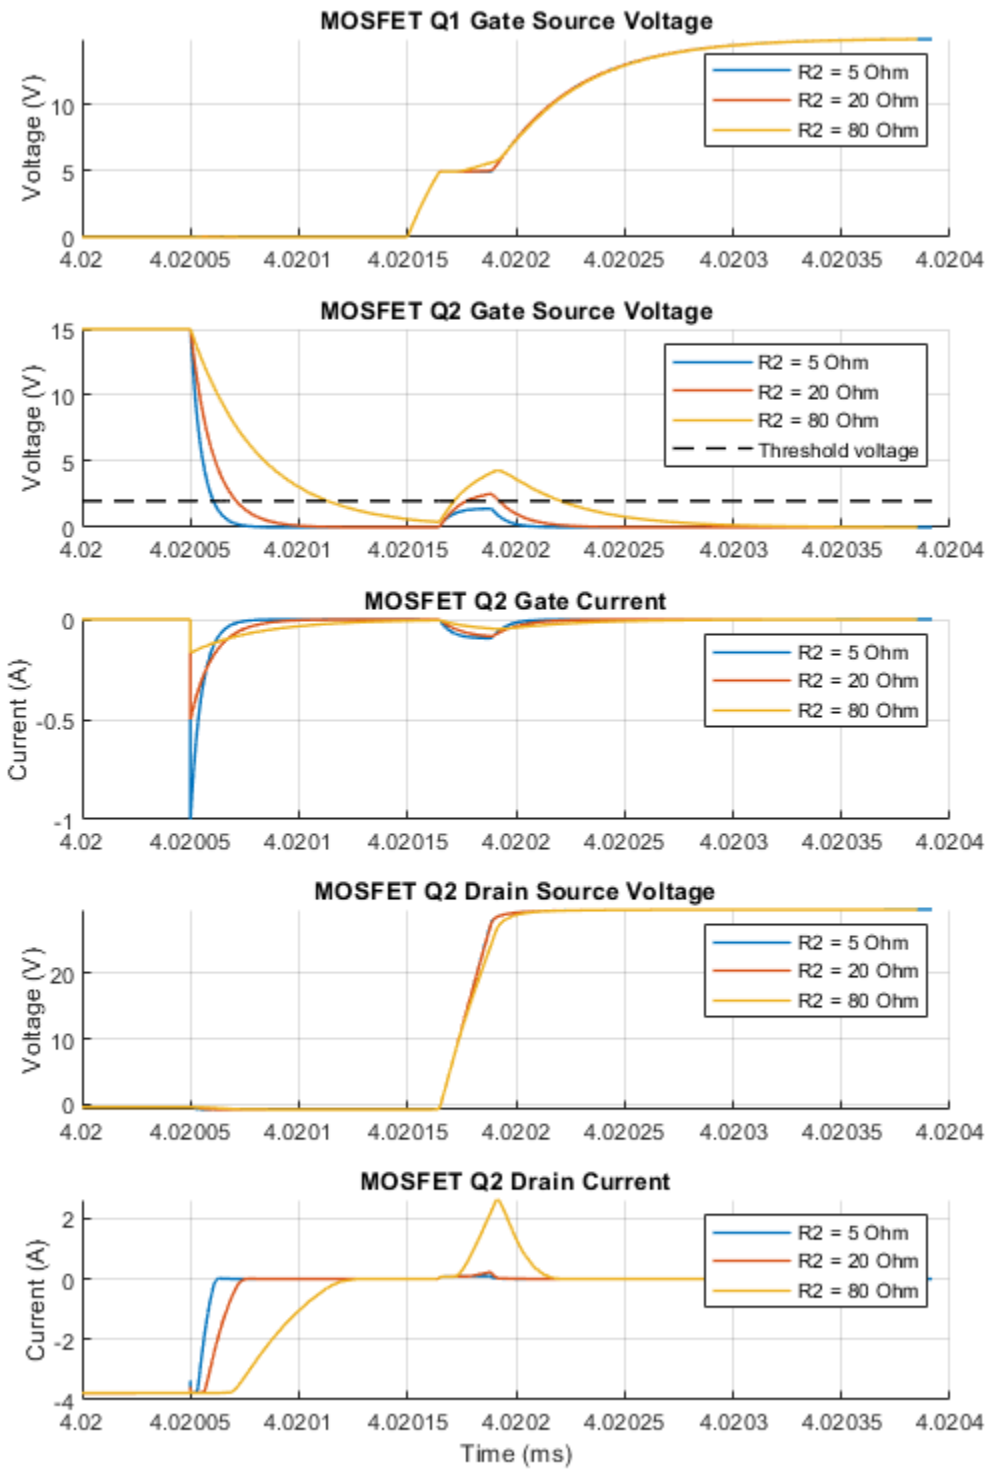 MOSFET Q1 Gate Source Voltage
Voltage (V)
10
5
0
R2 = 5 Ohm
R2 = 20 Ohm
R2 = 80 Ohm
4.02 4.02005 4.0201 4.02015 4.0202 4.02025 4.0203 4.02035 4.0204
MOSFET Q2 Gate Source Voltage
Voltage (V)
15
10
5
0
R2 = 5 Ohm
R2 = 20 Ohm
R2 = 80 Ohm
Threshold voltage
4.02 4.02005 4.0201 4.02015 4.0202 4.02025 4.0203 4.02035 4.0204
MOSFET Q2 Gate Current
Current (A)
0
-0.5
-1
R2 = 5 Ohm
R2 = 20 Ohm
R2 = 80 Ohm
4.02 4.02005 4.0201 4.02015 4.0202 4.02025 4.0203 4.02035 4.0204
MOSFET Q2 Drain Source Voltage
Voltage (V)
20
10
0
R2 = 5 Ohm
R2 = 20 Ohm
R2 = 80 Ohm
4.02 4.02005 4.0201 4.02015 4.0202 4.02025 4.0203 4.02035 4.0204
MOSFET Q2 Drain Current
Current (A)
2
0
-2
-4
R2 = 5 Ohm
R2 = 20 Ohm
R2 = 80 Ohm
4.02 4.02005 4.0201 4.02015 4.0202 4.02025 4.0203 4.02035 4.0204
Time (ms)